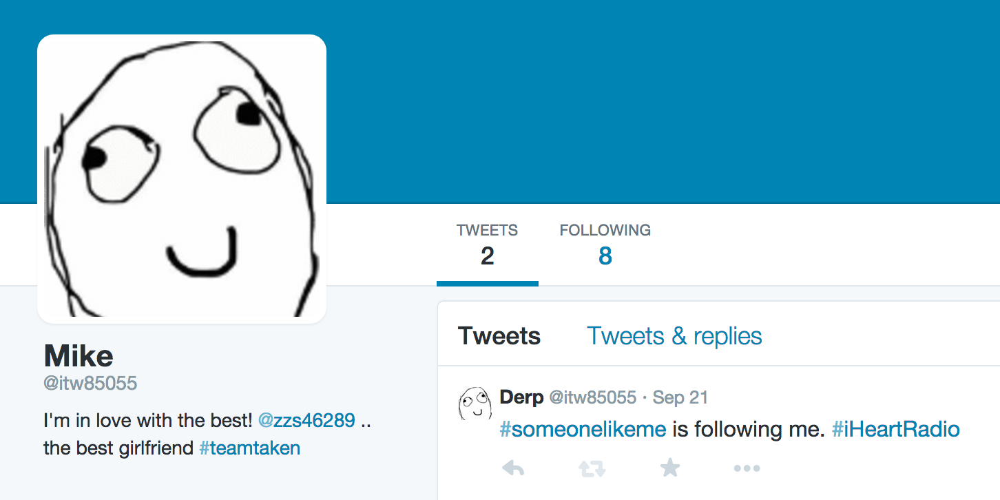 TWEETS FOLLOWING
2 8
Mike
@itw85055
I'm in love with the best! @zzs46289 ..
the best girlfriend #teamtaken
Tweets Tweets & replies
Derp @itw85055 · Sep 21
#someonelikeme is following me. #iHeartRadio